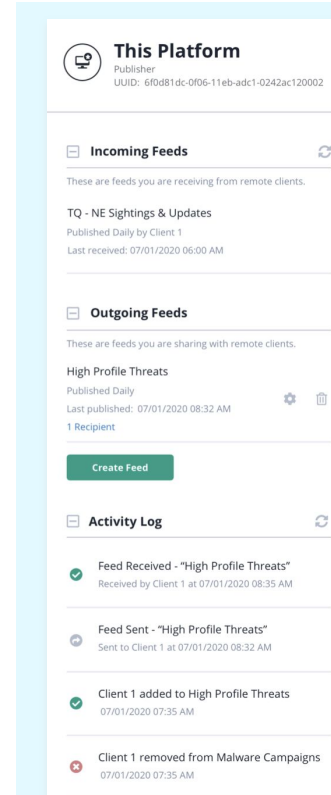 This Platform
Publisher
UUID: 6f0d81dc-0f06-11eb-adc1-0242ac120002
Incoming Feeds
These are feeds you are receiving from remote clients.
TQ - NE Sightings & Updates
Published Daily by Client 1
Last received: 07/01/2020 06:00 AM
Outgoing Feeds
These are feeds you are sharing with remote clients.
High Profile Threats
Published Daily
Last published: 07/01/2020 08:32 AM
1 Recipient
Create Feed
Activity Log
Feed Received - “High Profile Threats”
Received by Client 1 at 07/01/2020 08:35 AM
Feed Sent - “High Profile Threats”
Sent to Client 1 at 07/01/2020 08:32 AM
Client 1 added to High Profile Threats
07/01/2020 07:35 AM
Client 1 removed from Malware Campaigns
07/01/2020 07:35 AM